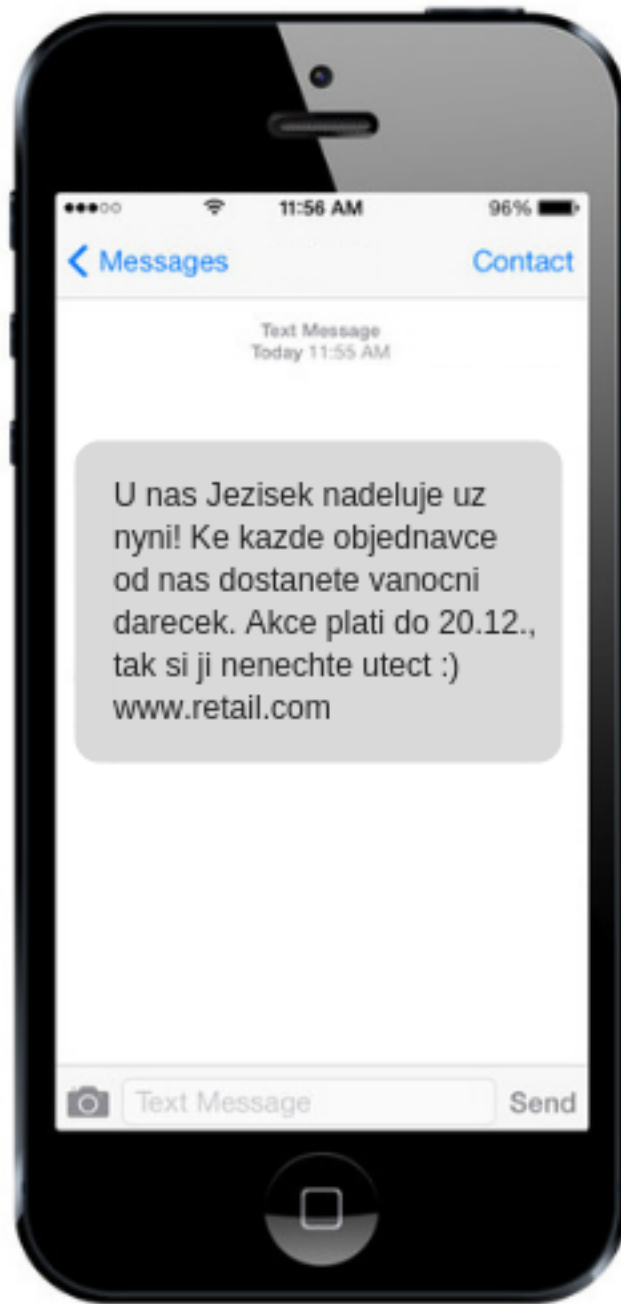 11:56 AM
96%
Messages
Contact
Text Message
Today 11:55 AM
U nas Jezisek nadeluje uz
nyni! Ke kazde objednavce
od nas dostanete vanocni
darecek. Akce plati do 20.12.,
tak si ji nenechte utect :)
www.retail.com
Text Message
Send